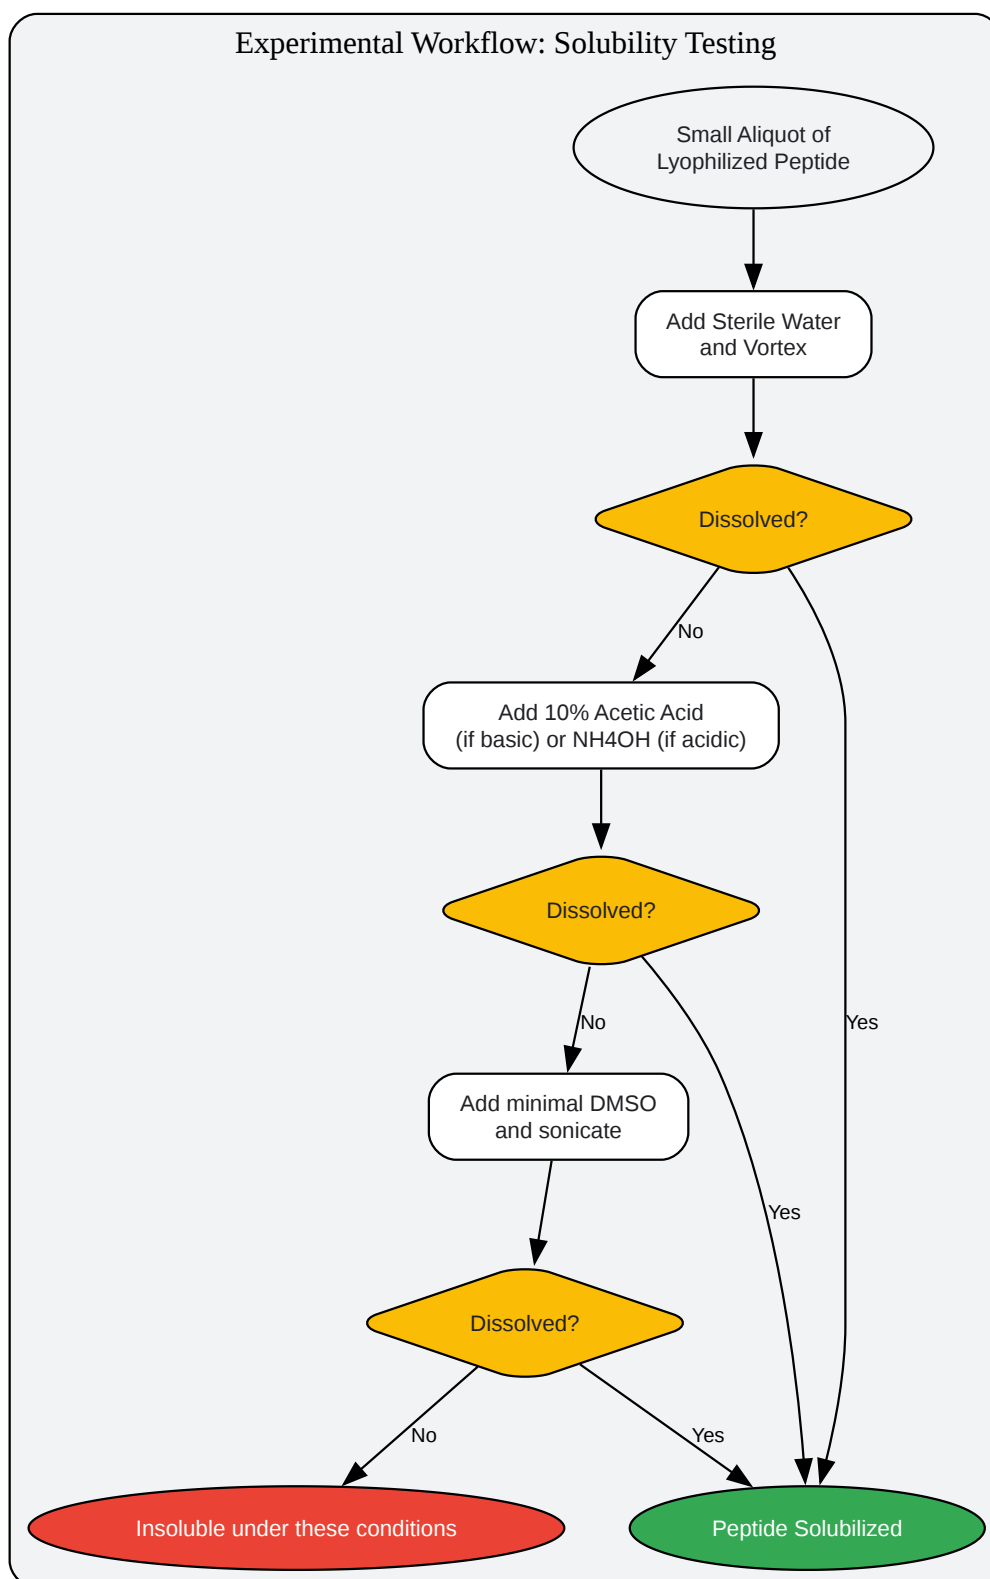 Experimental Workflow: Solubility Testing
Small Aliquot of
Lyophilized Peptide
Add Sterile Water
and Vortex
Dissolved?
No
Add 10% Acetic Acid
(if basic) or NH4OH (if acidic)
Dissolved?
No
Yes
Add minimal DMSO
and sonicate
Yes
Dissolved?
No
Yes
Insoluble under these conditions
Peptide Solubilized